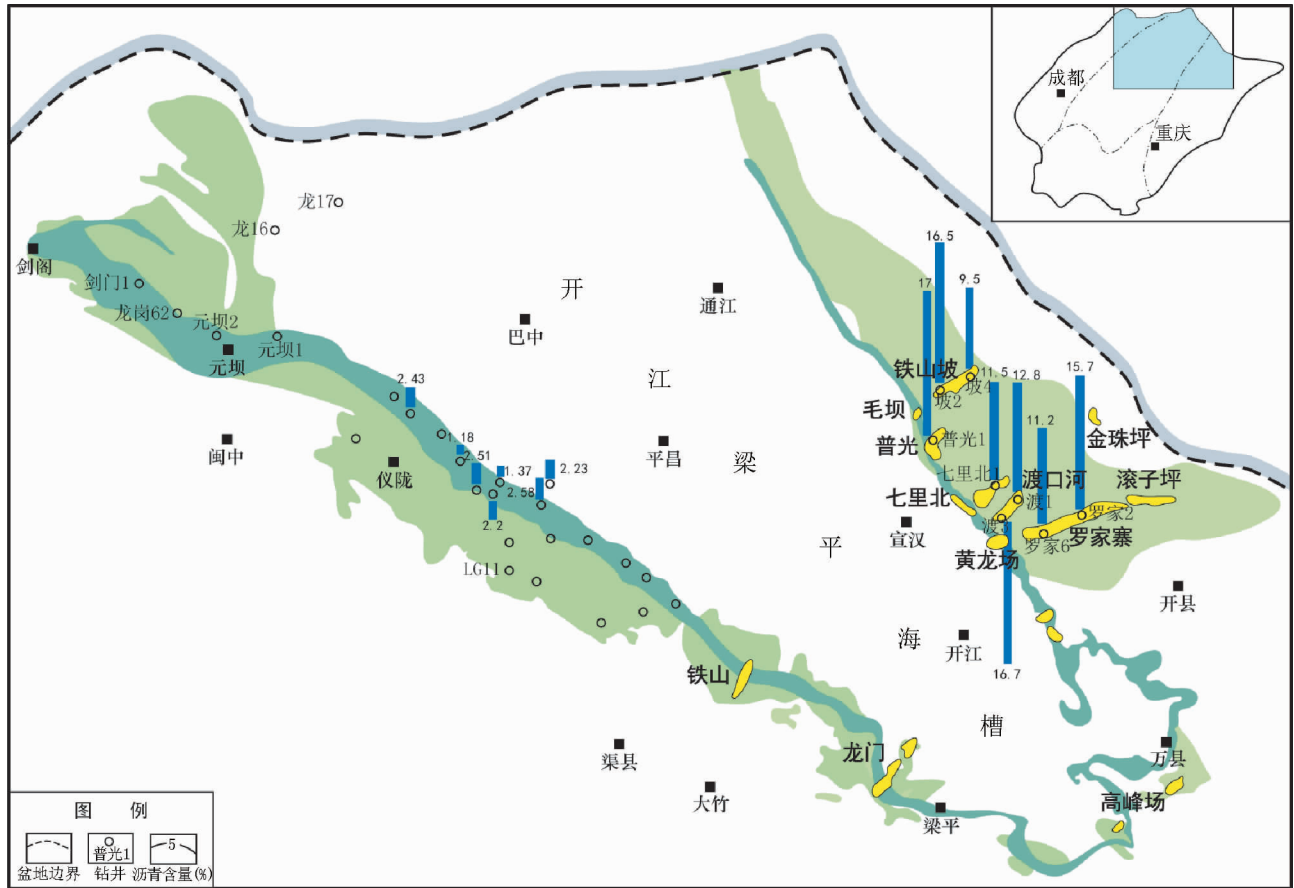 成都
重庆
龙17
龙16
剑阁
剑门1
龙岗62
元坝2
元坝
元坝1
开
江
梁
平
海
槽
通江
巴中
平昌
宣汉
闽中
仪陇
2.43
1.18
2.51
1.37
2.23
2.58
2.2
LG11
16.5
17
9.5
铁山坡
坡4
坡2
11.5
12.8
15.7
11.2
毛坝
普光
普光1
金珠坪
七里北1
渡口河
滚子坪
七里北
渡1
渡3
罗家2
罗家寨
罗家6
黄龙场
开县
开江
16.7
铁山
渠县
大竹
龙门
梁平
万县
高峰场
图 例
普光1
5
盆地边界 钻井 沥青含量(%)